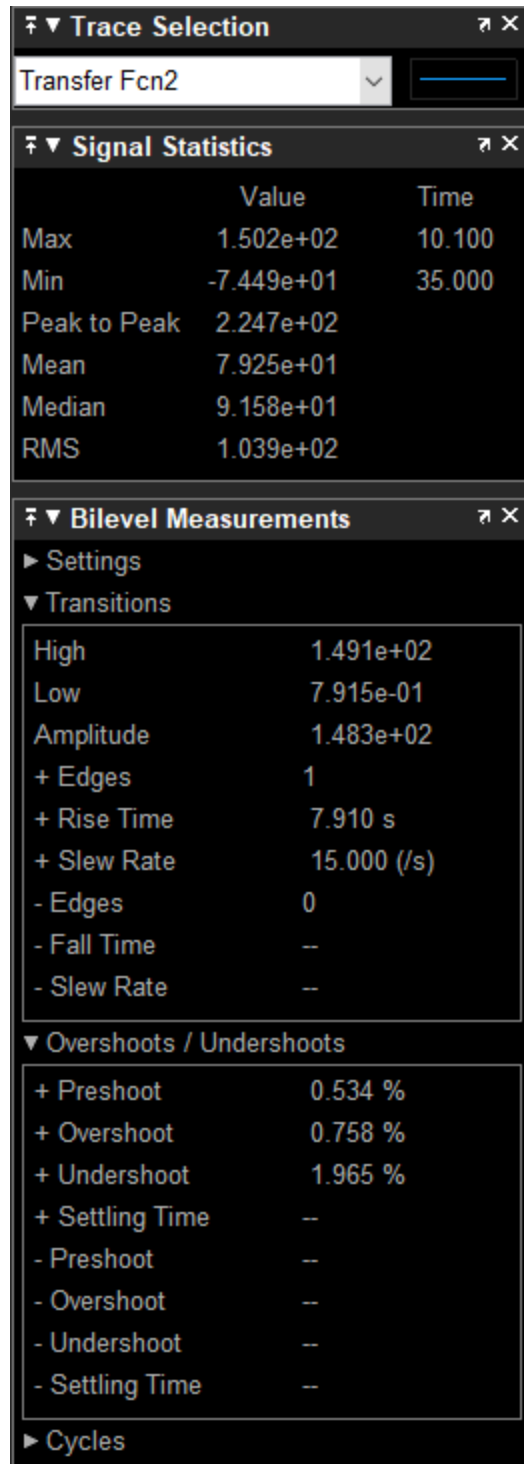 Trace Selection
Transfer Fcn2
Signal Statistics
Value Time
Max 1.502e+02 10.100
Min -7.449e+01 35.000
Peak to Peak 2.247e+02
Mean 7.925e+01
Median 9.158e+01
RMS 1.039e+02
Bilevel Measurements
Settings
Transitions
High 1.491e+02
Low 7.915e-01
Amplitude 1.483e+02
+ Edges 1
+ Rise Time 7.910 s
+ Slew Rate 15.000 (/s)
- Edges 0
- Fall Time --
- Slew Rate --
Overshoots / Undershoots
+ Preshoot 0.534 %
+ Overshoot 0.758 %
+ Undershoot 1.965 %
+ Settling Time --
- Preshoot --
- Overshoot --
- Undershoot --
- Settling Time --
Cycles